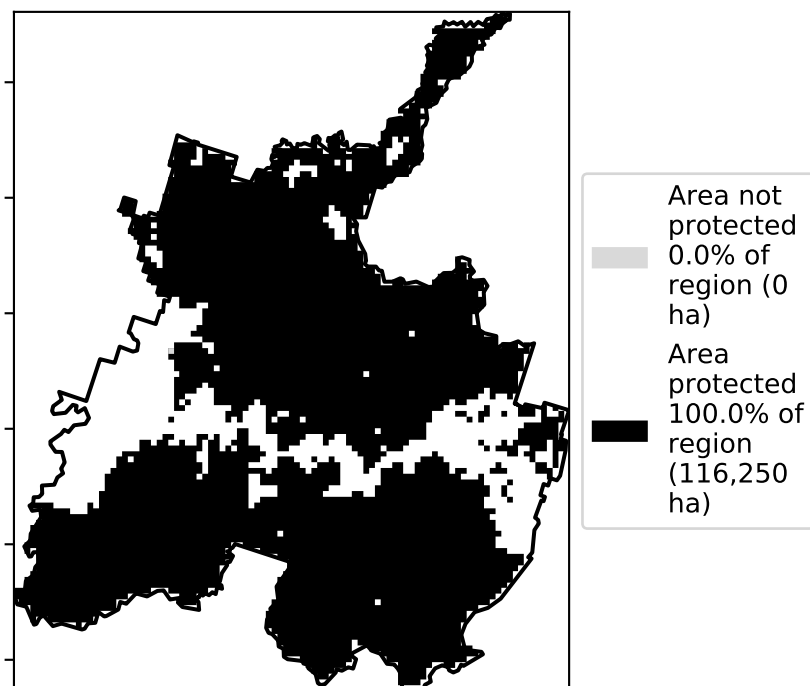 Area not
protected
0.0% of
region (0
ha)
Area
protected
100.0% of
region
(116,250
ha)